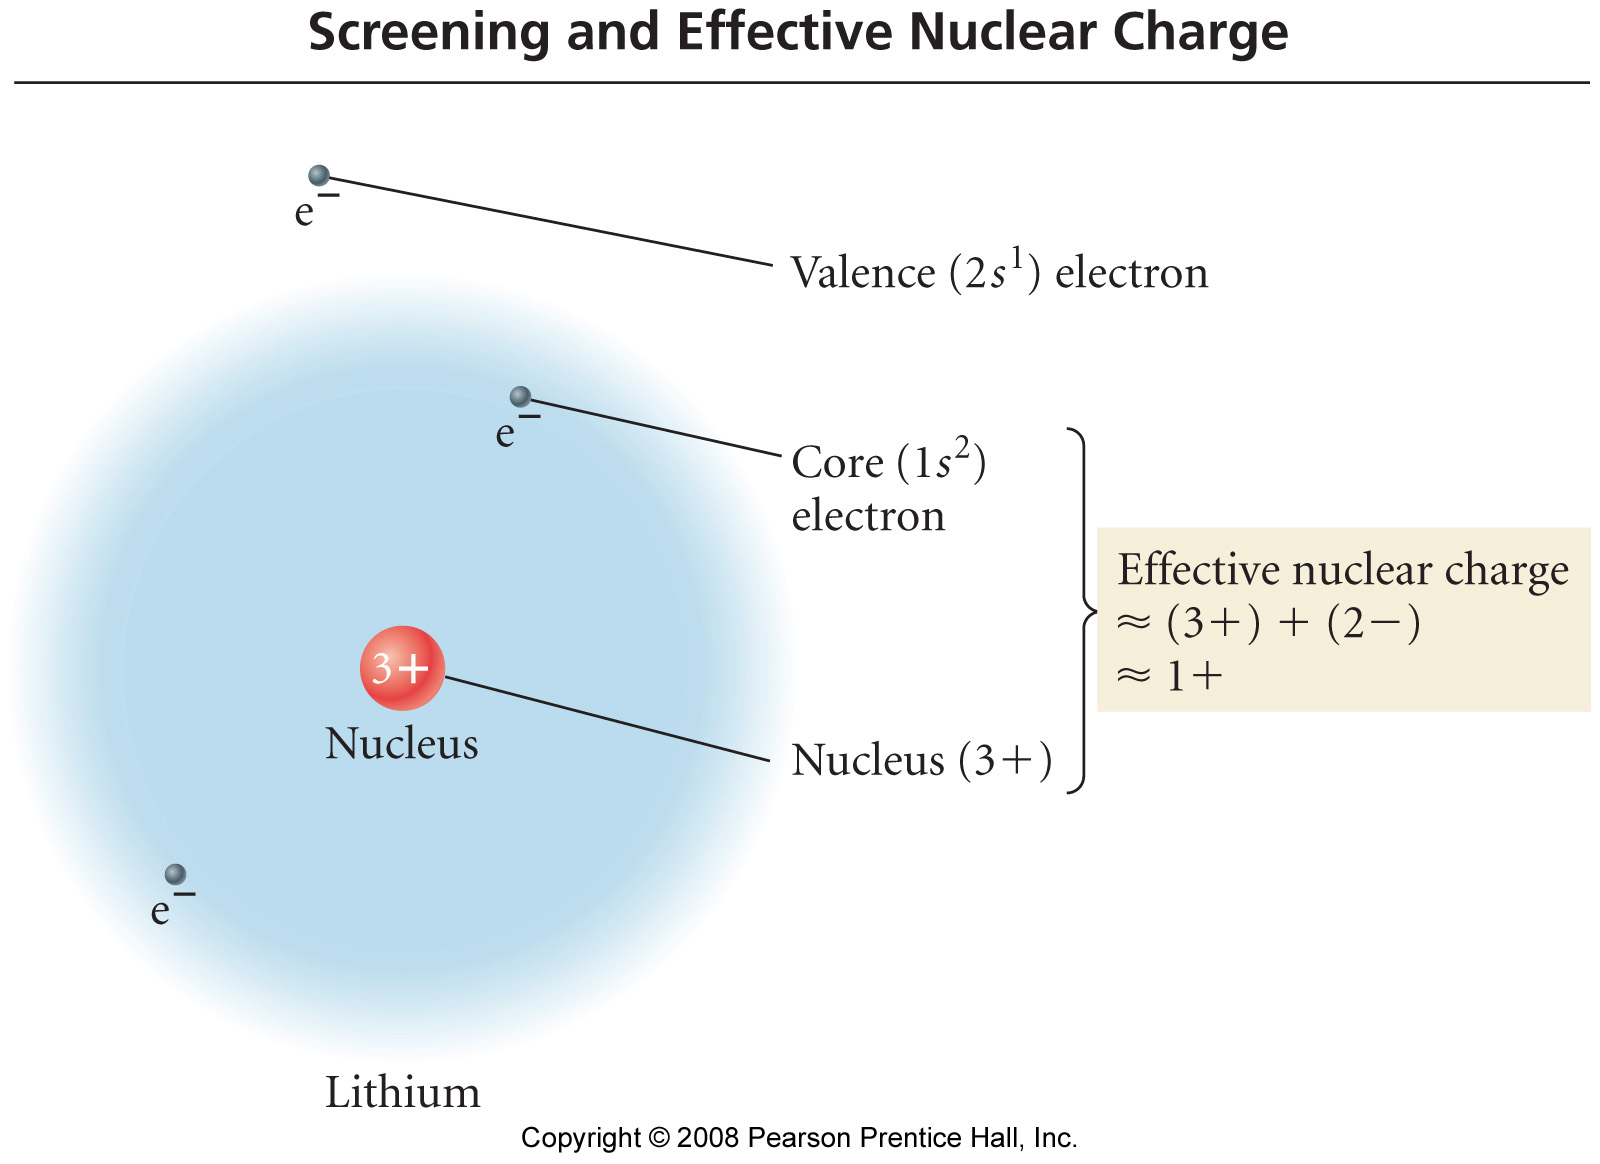 Screening and Effective Nuclear Charge
e⁻
Valence (2s¹) electron
e⁻
Core (1s²)
electron
Effective nuclear charge
≈ (3+) + (2−)
≈ 1+
3+
Nucleus
Nucleus (3+)
e⁻
Lithium
Copyright © 2008 Pearson Prentice Hall, Inc.